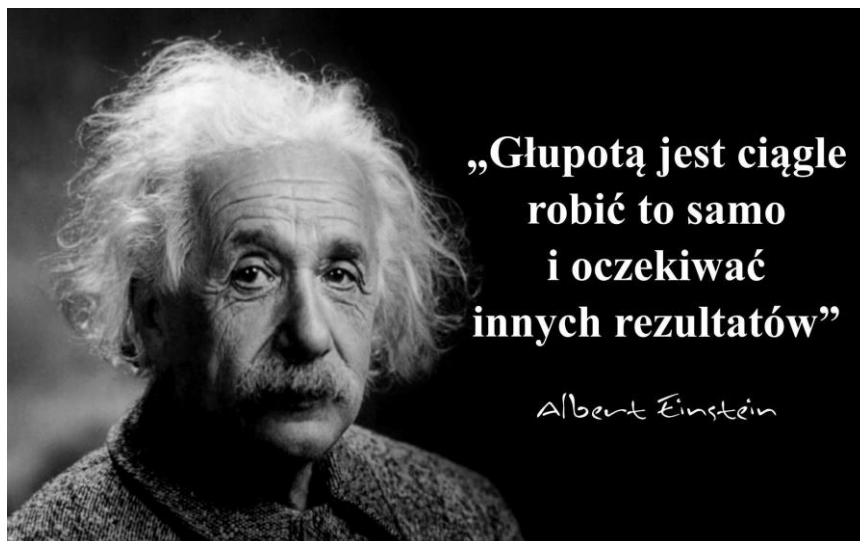 „Głupotą jest ciągle
robić to samo
i oczekiwać
innych rezultatów”
Albert Einstein